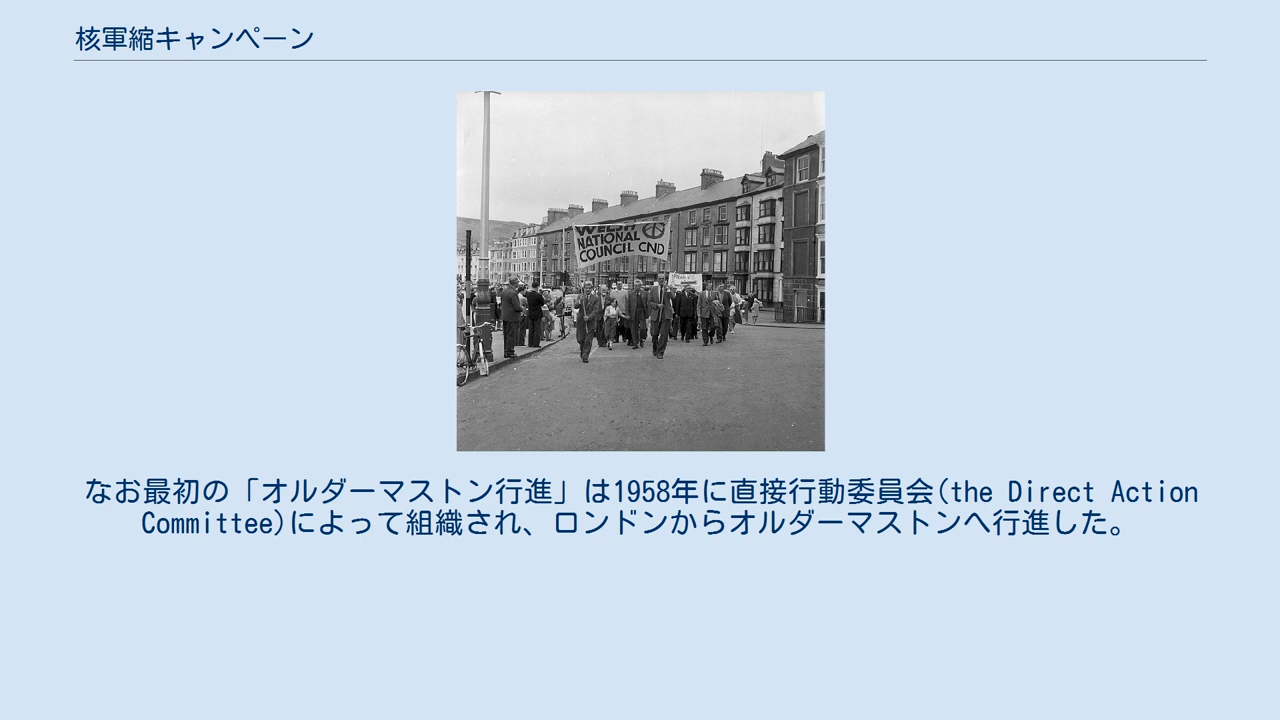 核軍縮キャンペーン
WELSH
NATIONAL
COUNCIL CND
なお最初の「オルダーマストン行進」は1958年に直接行動委員会(the Direct Action
Committee)によって組織され、ロンドンからオルダーマストンへ行進した。